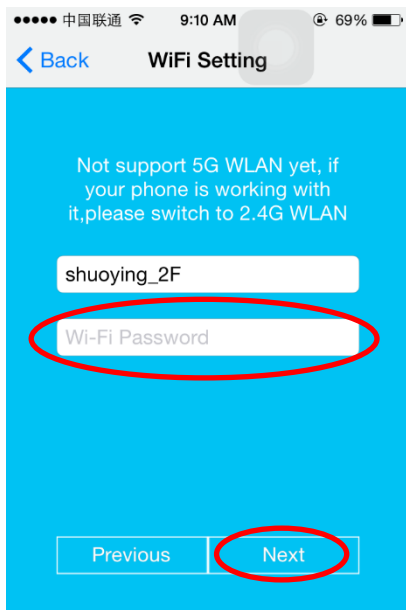 中国联通 9:10 AM 69%
Back WiFi Setting
Not support 5G WLAN yet, if
your phone is working with
it,please switch to 2.4G WLAN
shuoying_2F
Wi-Fi Password
Previous Next